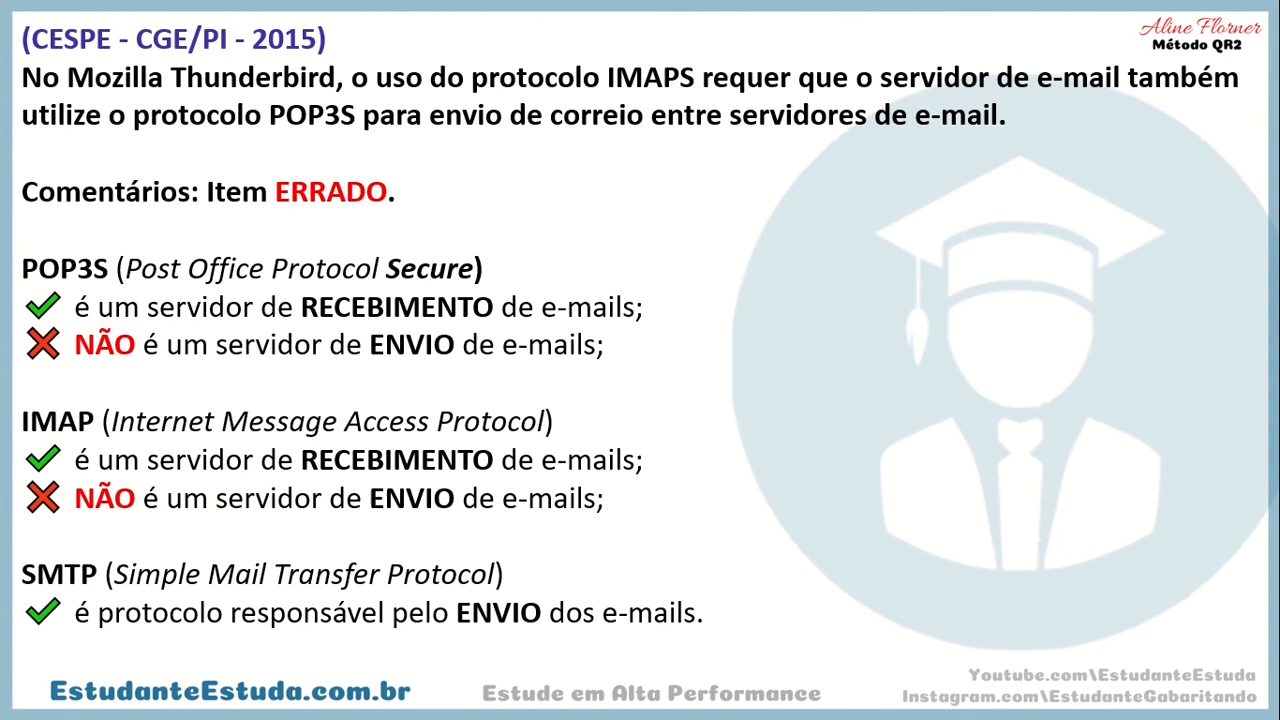 (CESPE - CGE/PI - 2015)
Aline Florner
Método QR2
No Mozilla Thunderbird, o uso do protocolo IMAPS requer que o servidor de e-mail também
utilize o protocolo POP3S para envio de correio entre servidores de e-mail.
Comentários: Item ERRADO.
POP3S (Post Office Protocol Secure)
é um servidor de RECEBIMENTO de e-mails;
NÃO é um servidor de ENVIO de e-mails;
IMAP (Internet Message Access Protocol)
é um servidor de RECEBIMENTO de e-mails;
NÃO é um servidor de ENVIO de e-mails;
SMTP (Simple Mail Transfer Protocol)
é protocolo responsável pelo ENVIO dos e-mails.
EstudanteEstuda.com.br
Estude em Alta Performance
Youtube.com\EstudanteEstuda
Instagram.com\EstudanteGabaritando